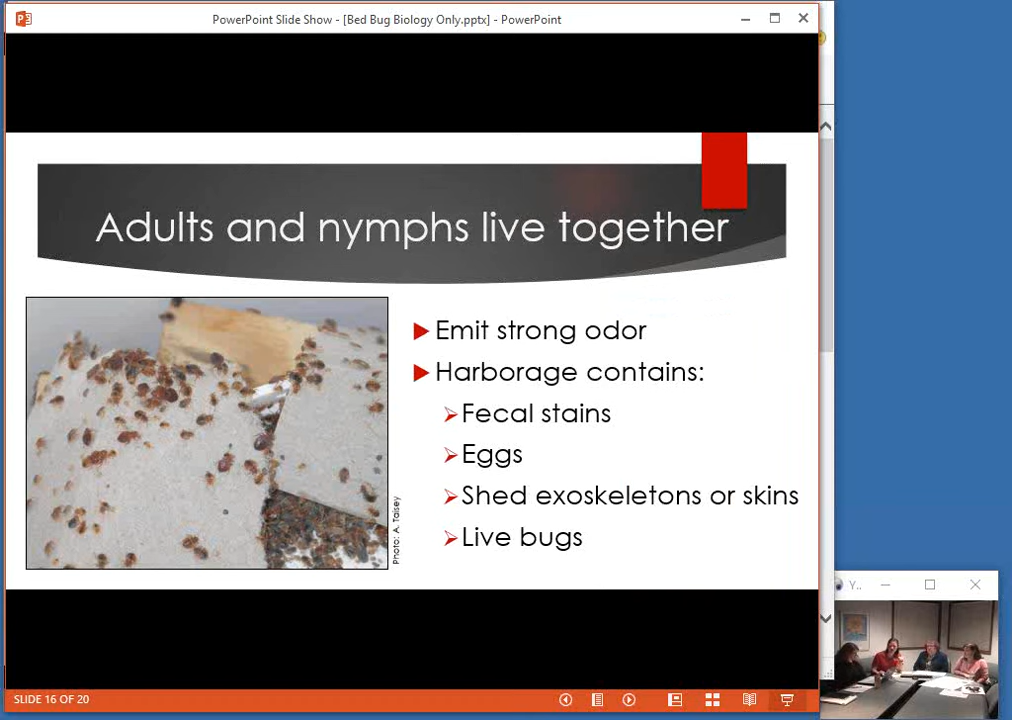 PowerPoint Slide Show - [Bed Bug Biology Only.pptx] - PowerPoint
Adults and nymphs live together
Emit strong odor
Harborage contains:
Fecal stains
Eggs
Shed exoskeletons or skins
Live bugs
Photo: A. Taisey
Y..
SLIDE 16 OF 20